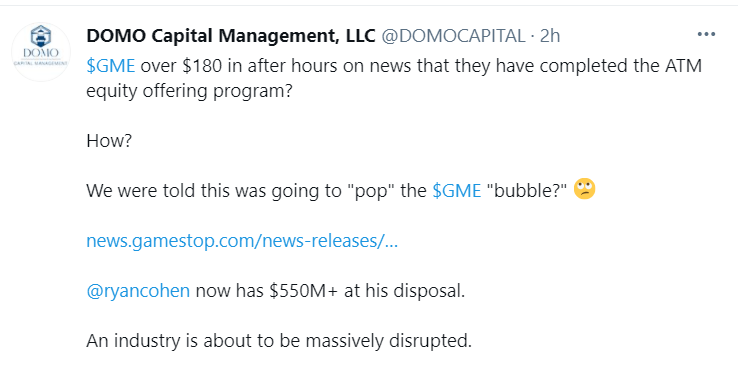 DOMO
CAPITAL MANAGEMENT
DOMO Capital Management, LLC @DOMOCAPITAL · 2h
$GME over $180 in after hours on news that they have completed the ATM
equity offering program?
How?
We were told this was going to "pop" the $GME "bubble?" 🙄
news.gamestop.com/news-releases/...
@ryancohen now has $550M+ at his disposal.
An industry is about to be massively disrupted.